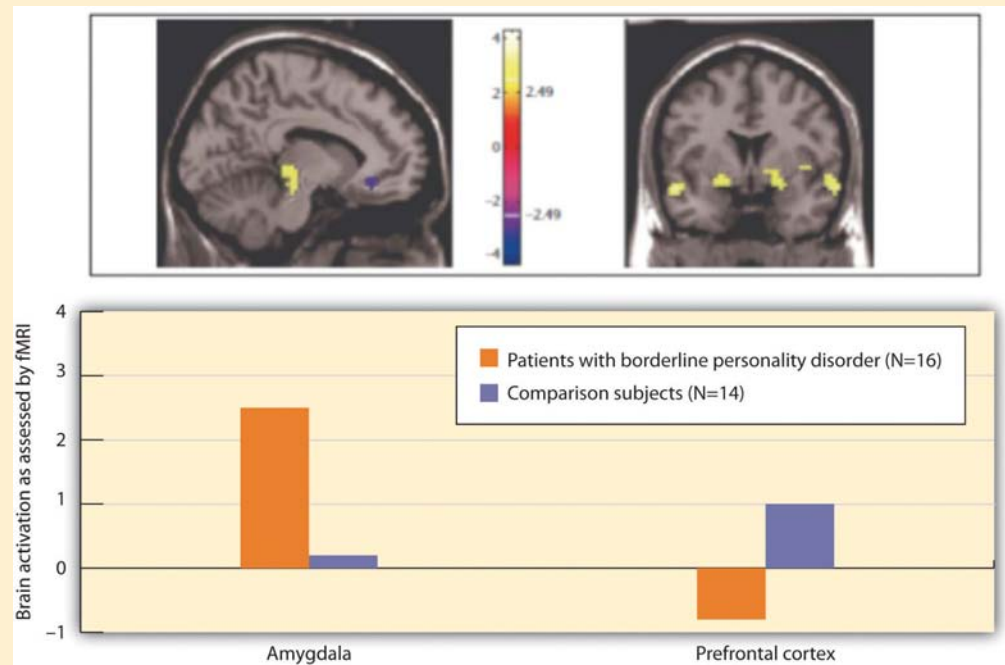 4
2
2.49
0
-2
-2.49
-4
Brain activation as assessed by fMRI
4
3
2
1
0
–1
Patients with borderline personality disorder (N=16)
Comparison subjects (N=14)
Amygdala
Prefrontal cortex